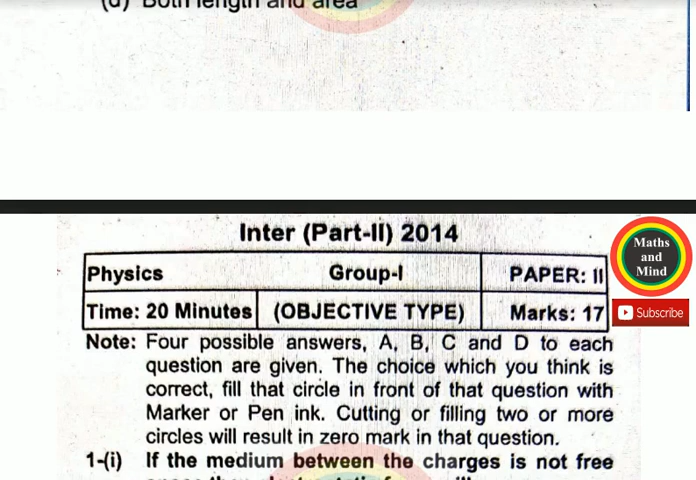 (d) Both length and area
Inter (Part-II) 2014
Physics Group-I PAPER: II
Time: 20 Minutes (OBJECTIVE TYPE) Marks: 17
Note: Four possible answers, A, B, C and D to each
question are given. The choice which you think is
correct, fill that circle in front of that question with
Marker or Pen ink. Cutting or filling two or more
circles will result in zero mark in that question.
1-(i) If the medium between the charges is not free
Maths
and
Mind
Subscribe